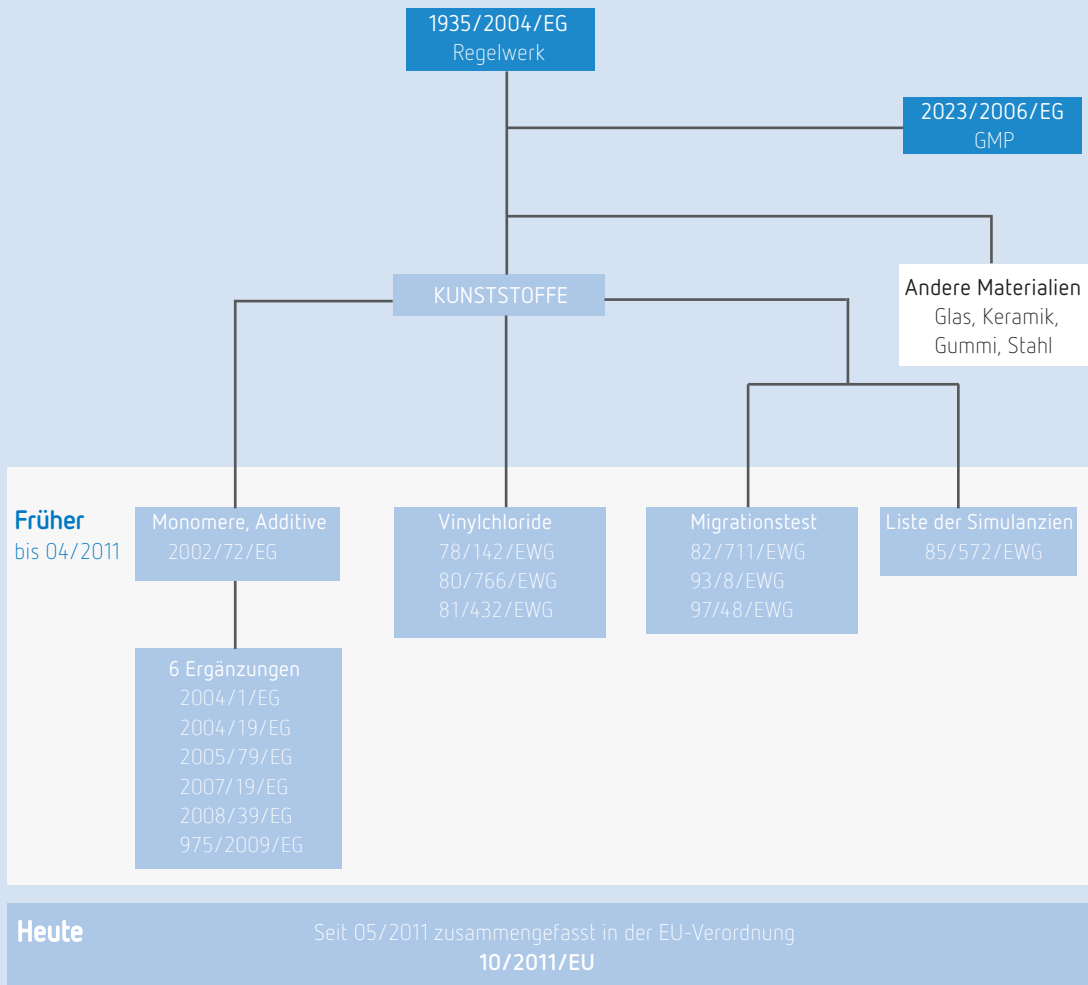 1935/2004/EG
Regelwerk
2023/2006/EG
GMP
KUNSTSTOFFE
Andere Materialien
Glas, Keramik,
Gummi, Stahl
Früher
bis 04/2011
Monomere, Additive
2002/72/EG
Vinylchloride
78/142/EWG
80/766/EWG
81/432/EWG
Migrationstest
82/711/EWG
93/8/EWG
97/48/EWG
Liste der Simulanzien
85/572/EWG
6 Ergänzungen
2004/1/EG
2004/19/EG
2005/79/EG
2007/19/EG
2008/39/EG
975/2009/EG
Heute
Seit 05/2011 zusammengefasst in der EU-Verordnung
10/2011/EU